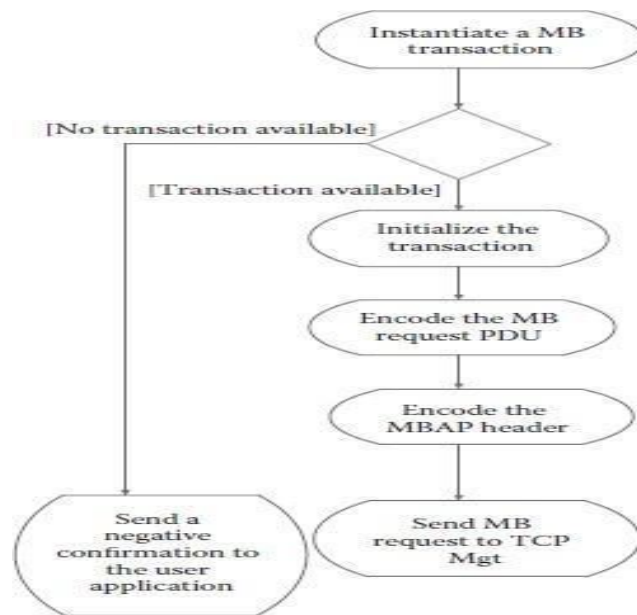 Instantiate a MB
transaction
[No transaction available]
[Transaction available]
Initialize the
transaction
Encode the MB
request PDU
Encode the
MBAP header
Send a
negative
confirmation to
the user
application
Send MB
request to TCP
Mgt